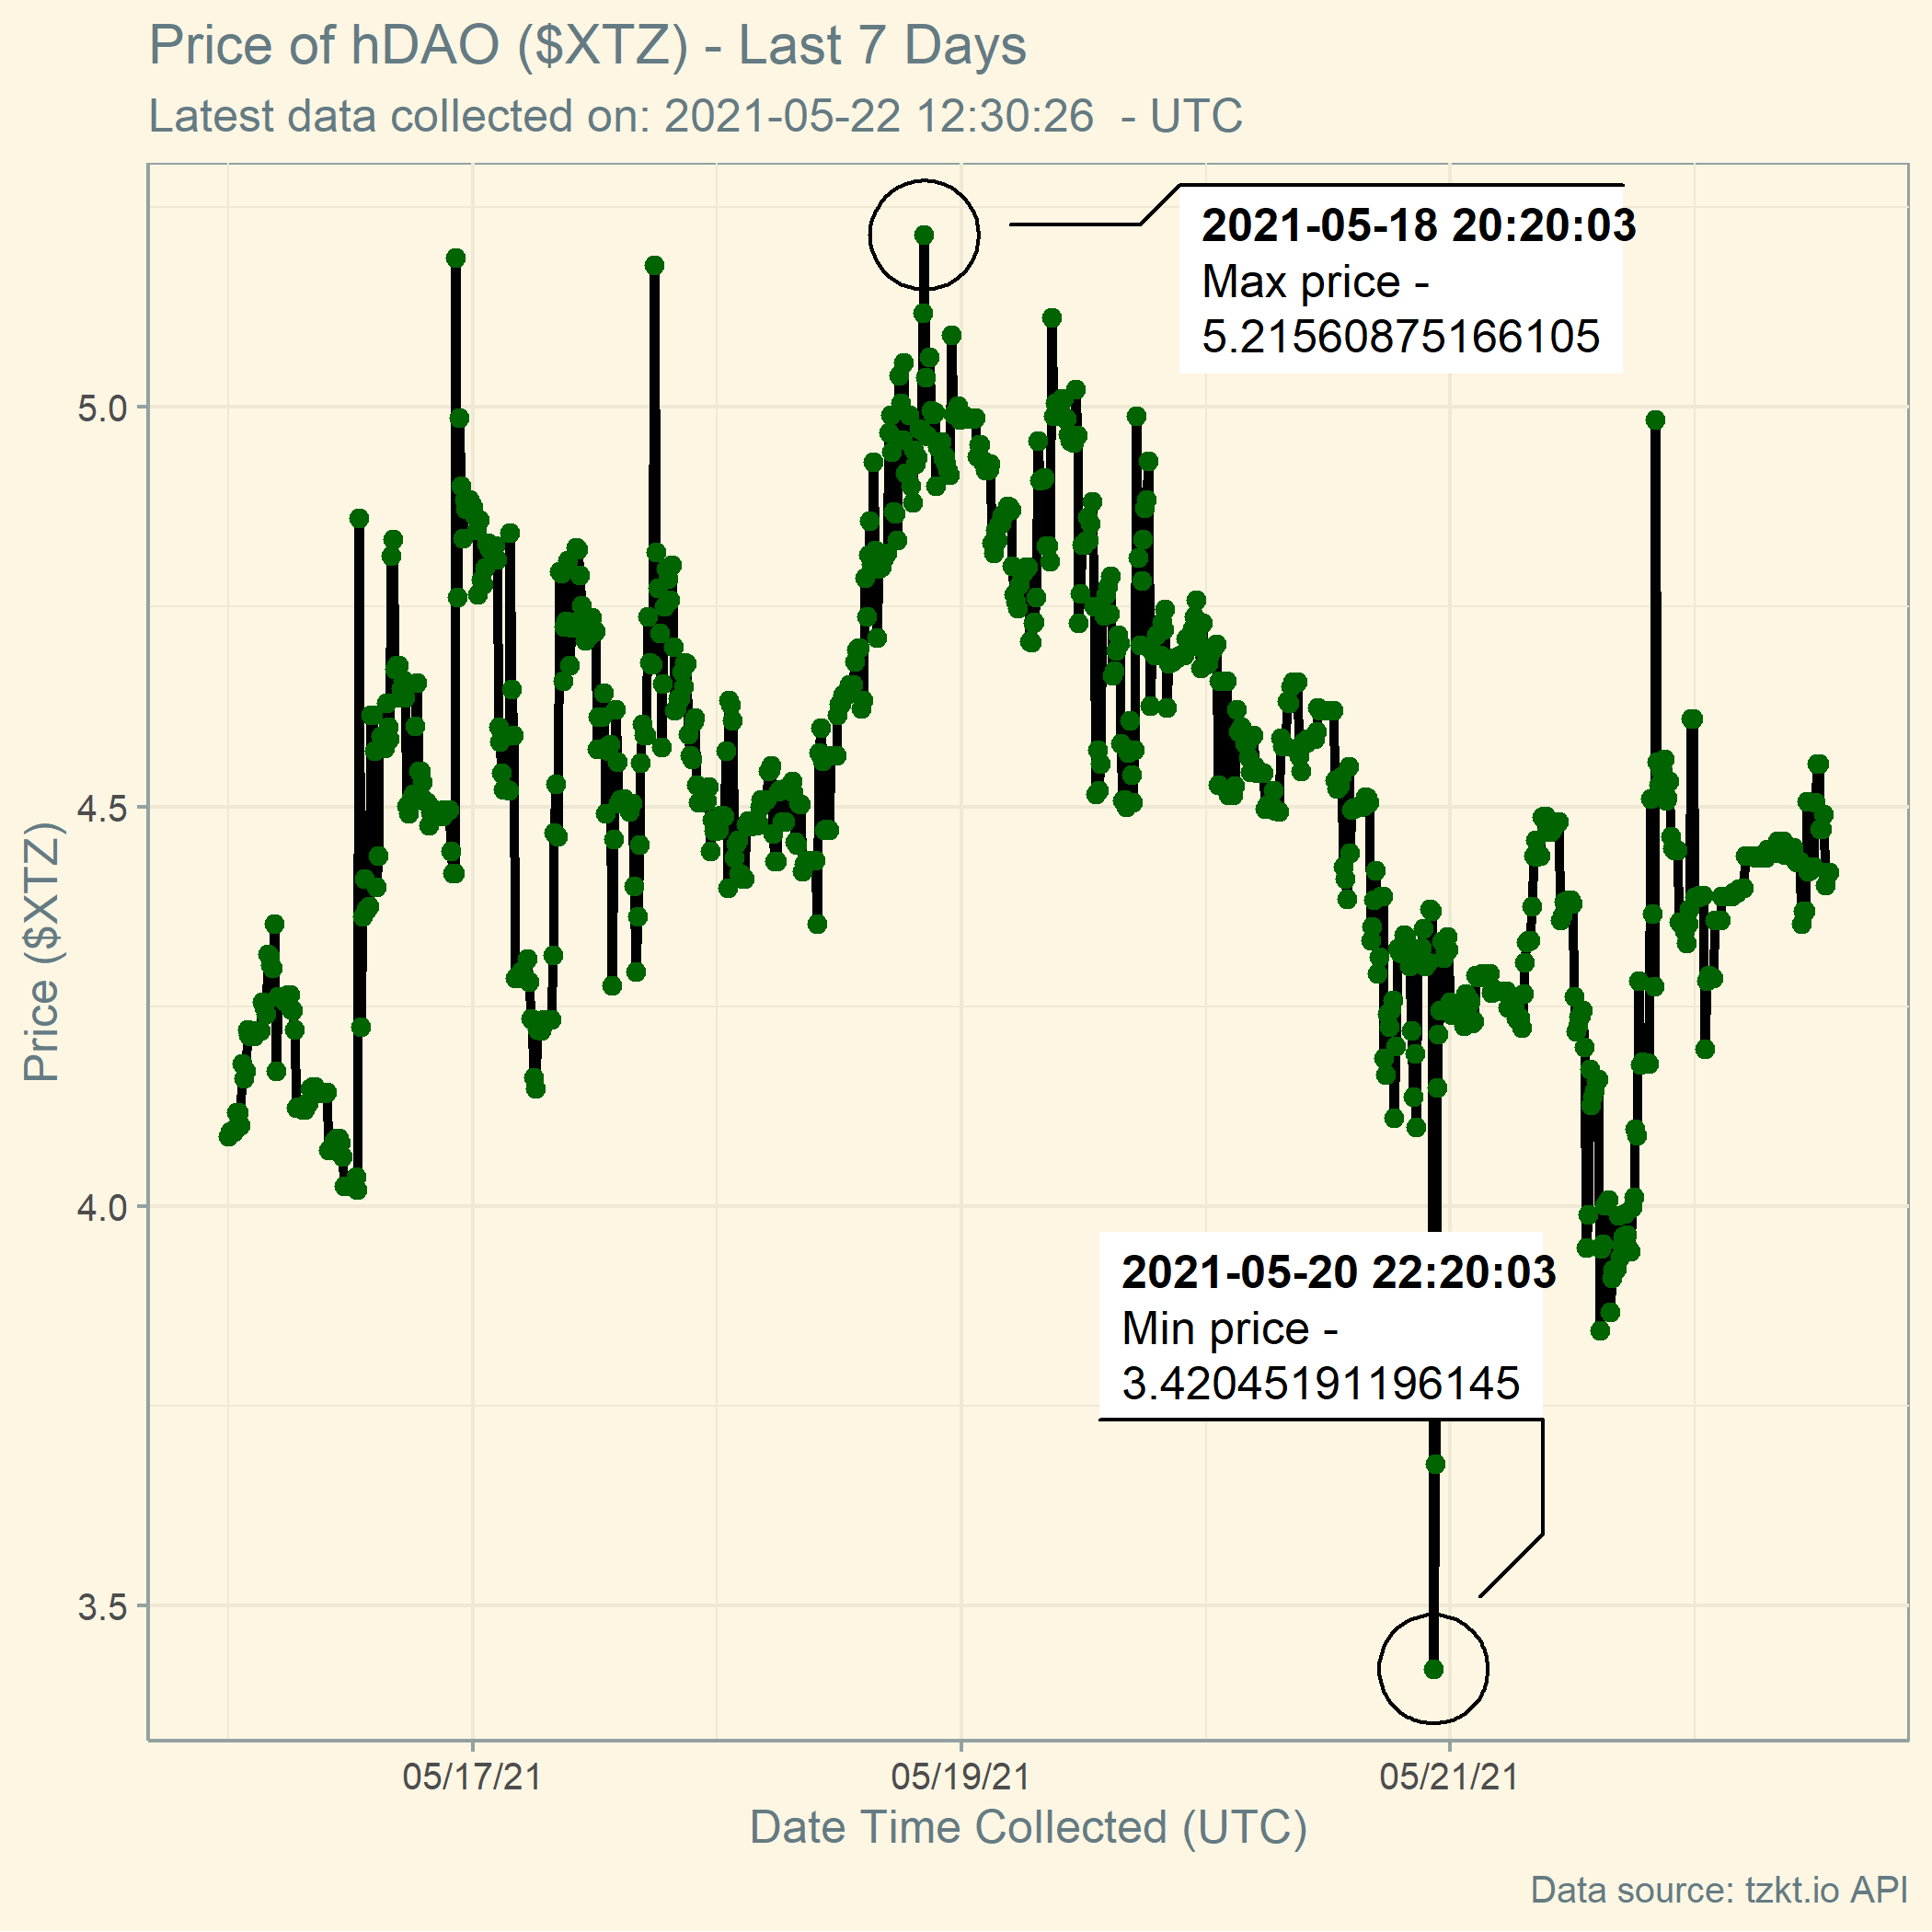 Price of hDAO ($XTZ) - Last 7 Days
Latest data collected on: 2021-05-22 12:30:26  - UTC
2021-05-18 20:20:03
Max price -
5.21560875166105
5.0
4.5
4.0
3.5
Price ($XTZ)
2021-05-20 22:20:03
Min price -
3.42045191196145
05/17/21
05/19/21
05/21/21
Date Time Collected (UTC)
Data source: tzkt.io API